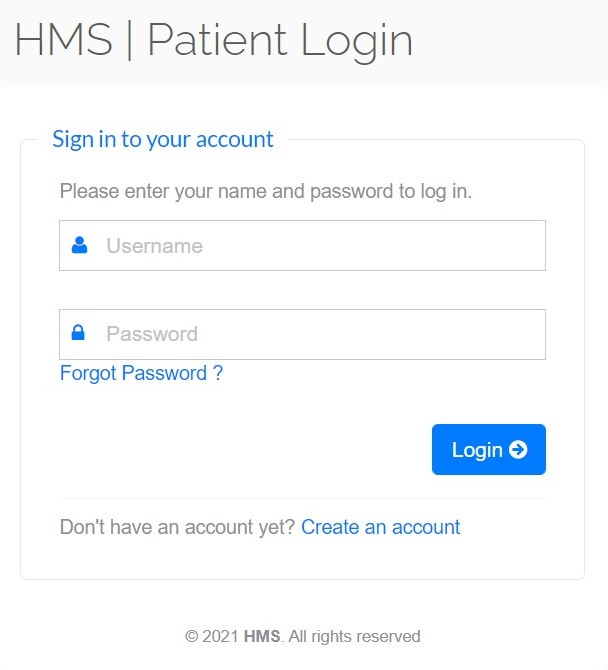 HMS | Patient Login
Sign in to your account
Please enter your name and password to log in.
Username
Password
Forgot Password ?
Login
Don't have an account yet? Create an account
© 2021 HMS. All rights reserved